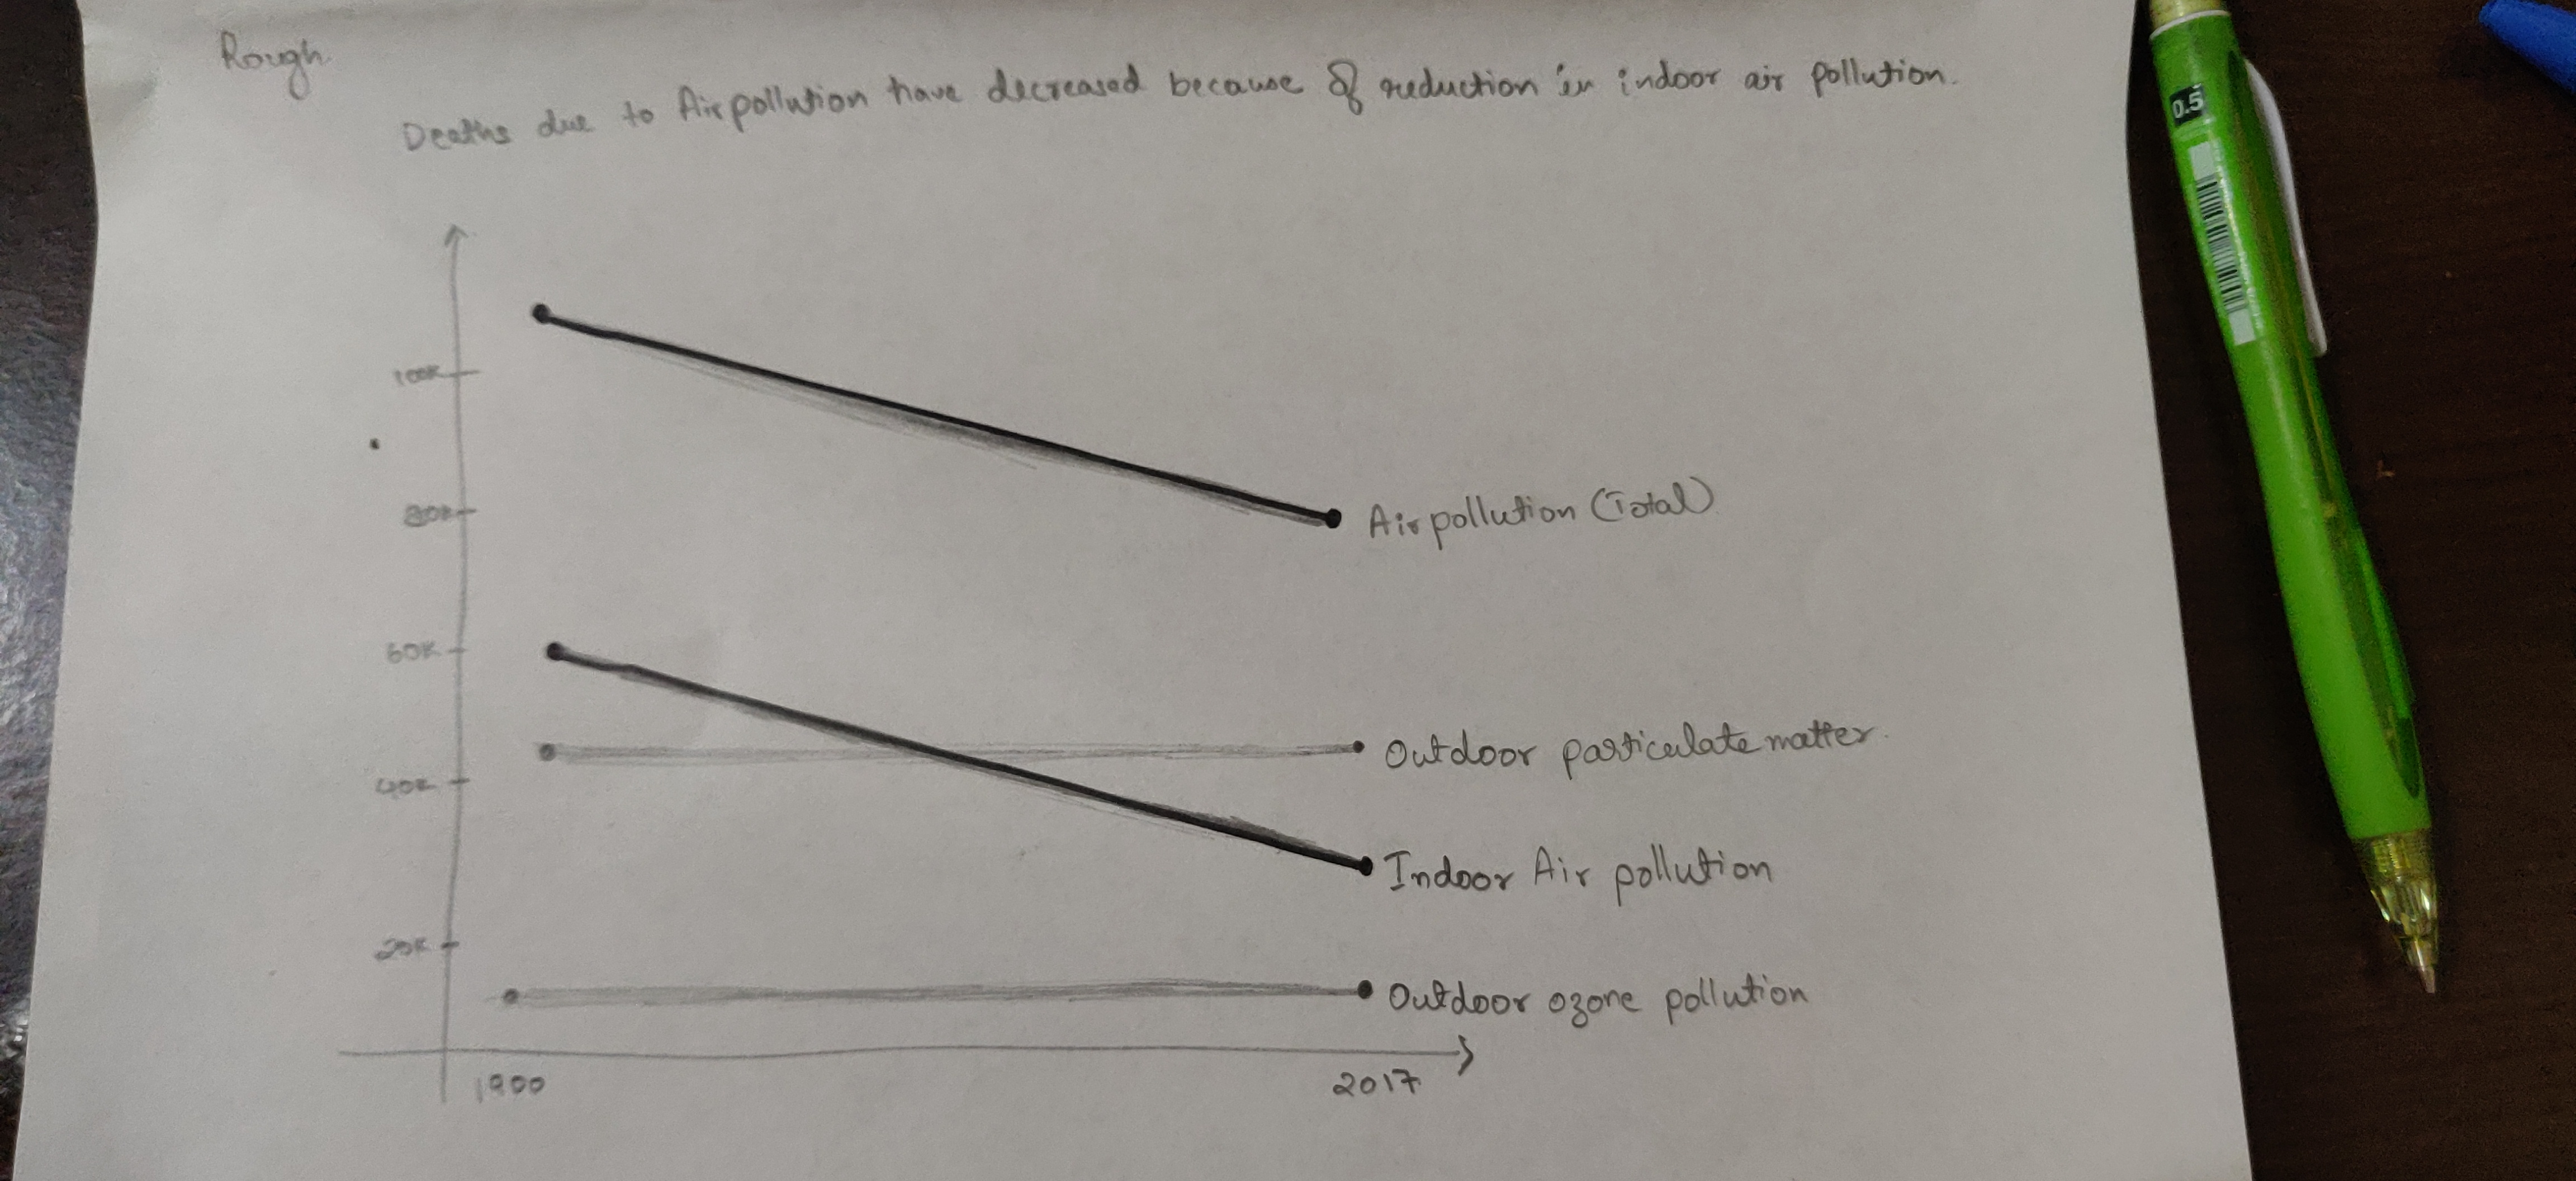 Rough
Deaths due to Air pollution have decreased because of reduction in indoor air pollution.
100k
80k
60k
40k
20k
Air pollution (Total)
Outdoor particulate matter.
Indoor Air pollution
Outdoor ozone pollution
1900
2017
0.5